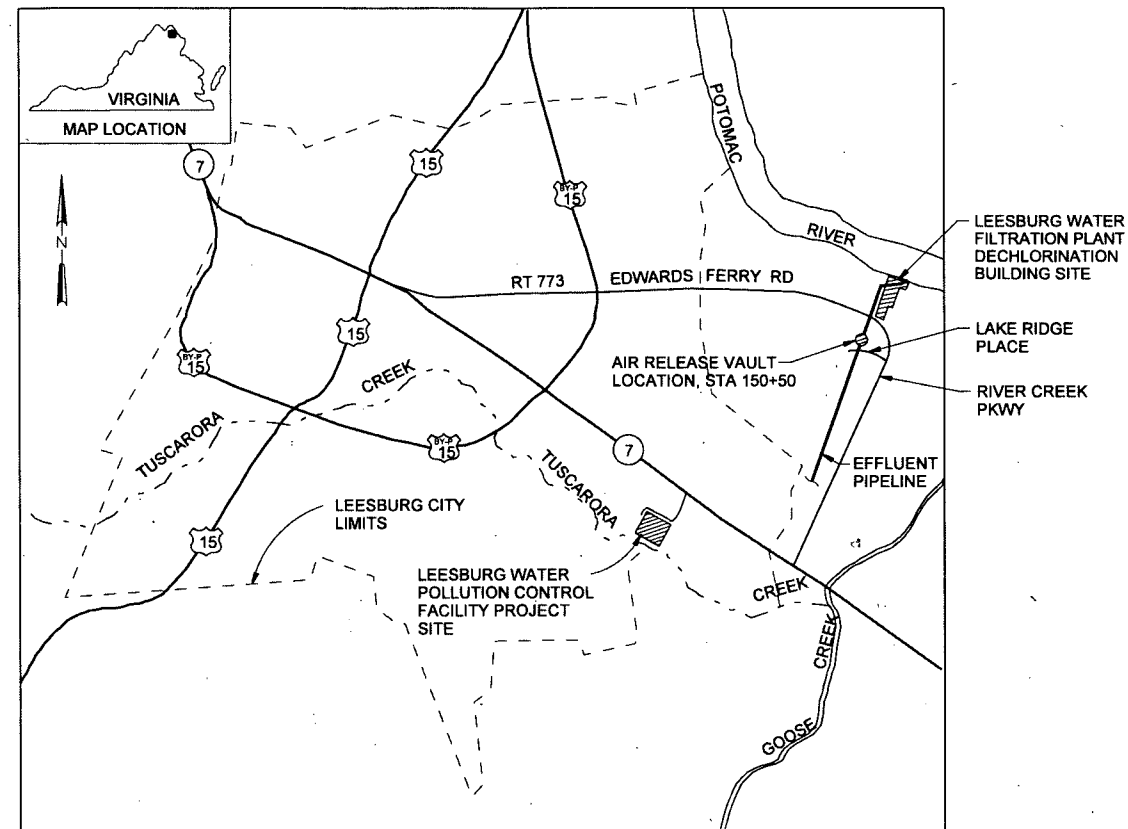 VIRGINIA
MAP LOCATION
7
15
BY-P
15
N
POTOMAC
RIVER
LEESBURG WATER
FILTRATION PLANT
DECHLORINATION
BUILDING SITE
RT 773
EDWARDS FERRY RD
LAKE RIDGE
PLACE
15
AIR RELEASE VAULT
LOCATION, STA 150+50
BY-P
15
CREEK
RIVER CREEK
PKWY
TUSCARORA
BY-P
15
7
TUSCARORA
EFFLUENT
PIPELINE
LEESBURG CITY
LIMITS
15
LEESBURG WATER
POLLUTION CONTROL
FACILITY PROJECT
SITE
CREEK
CREEK
GOOSE